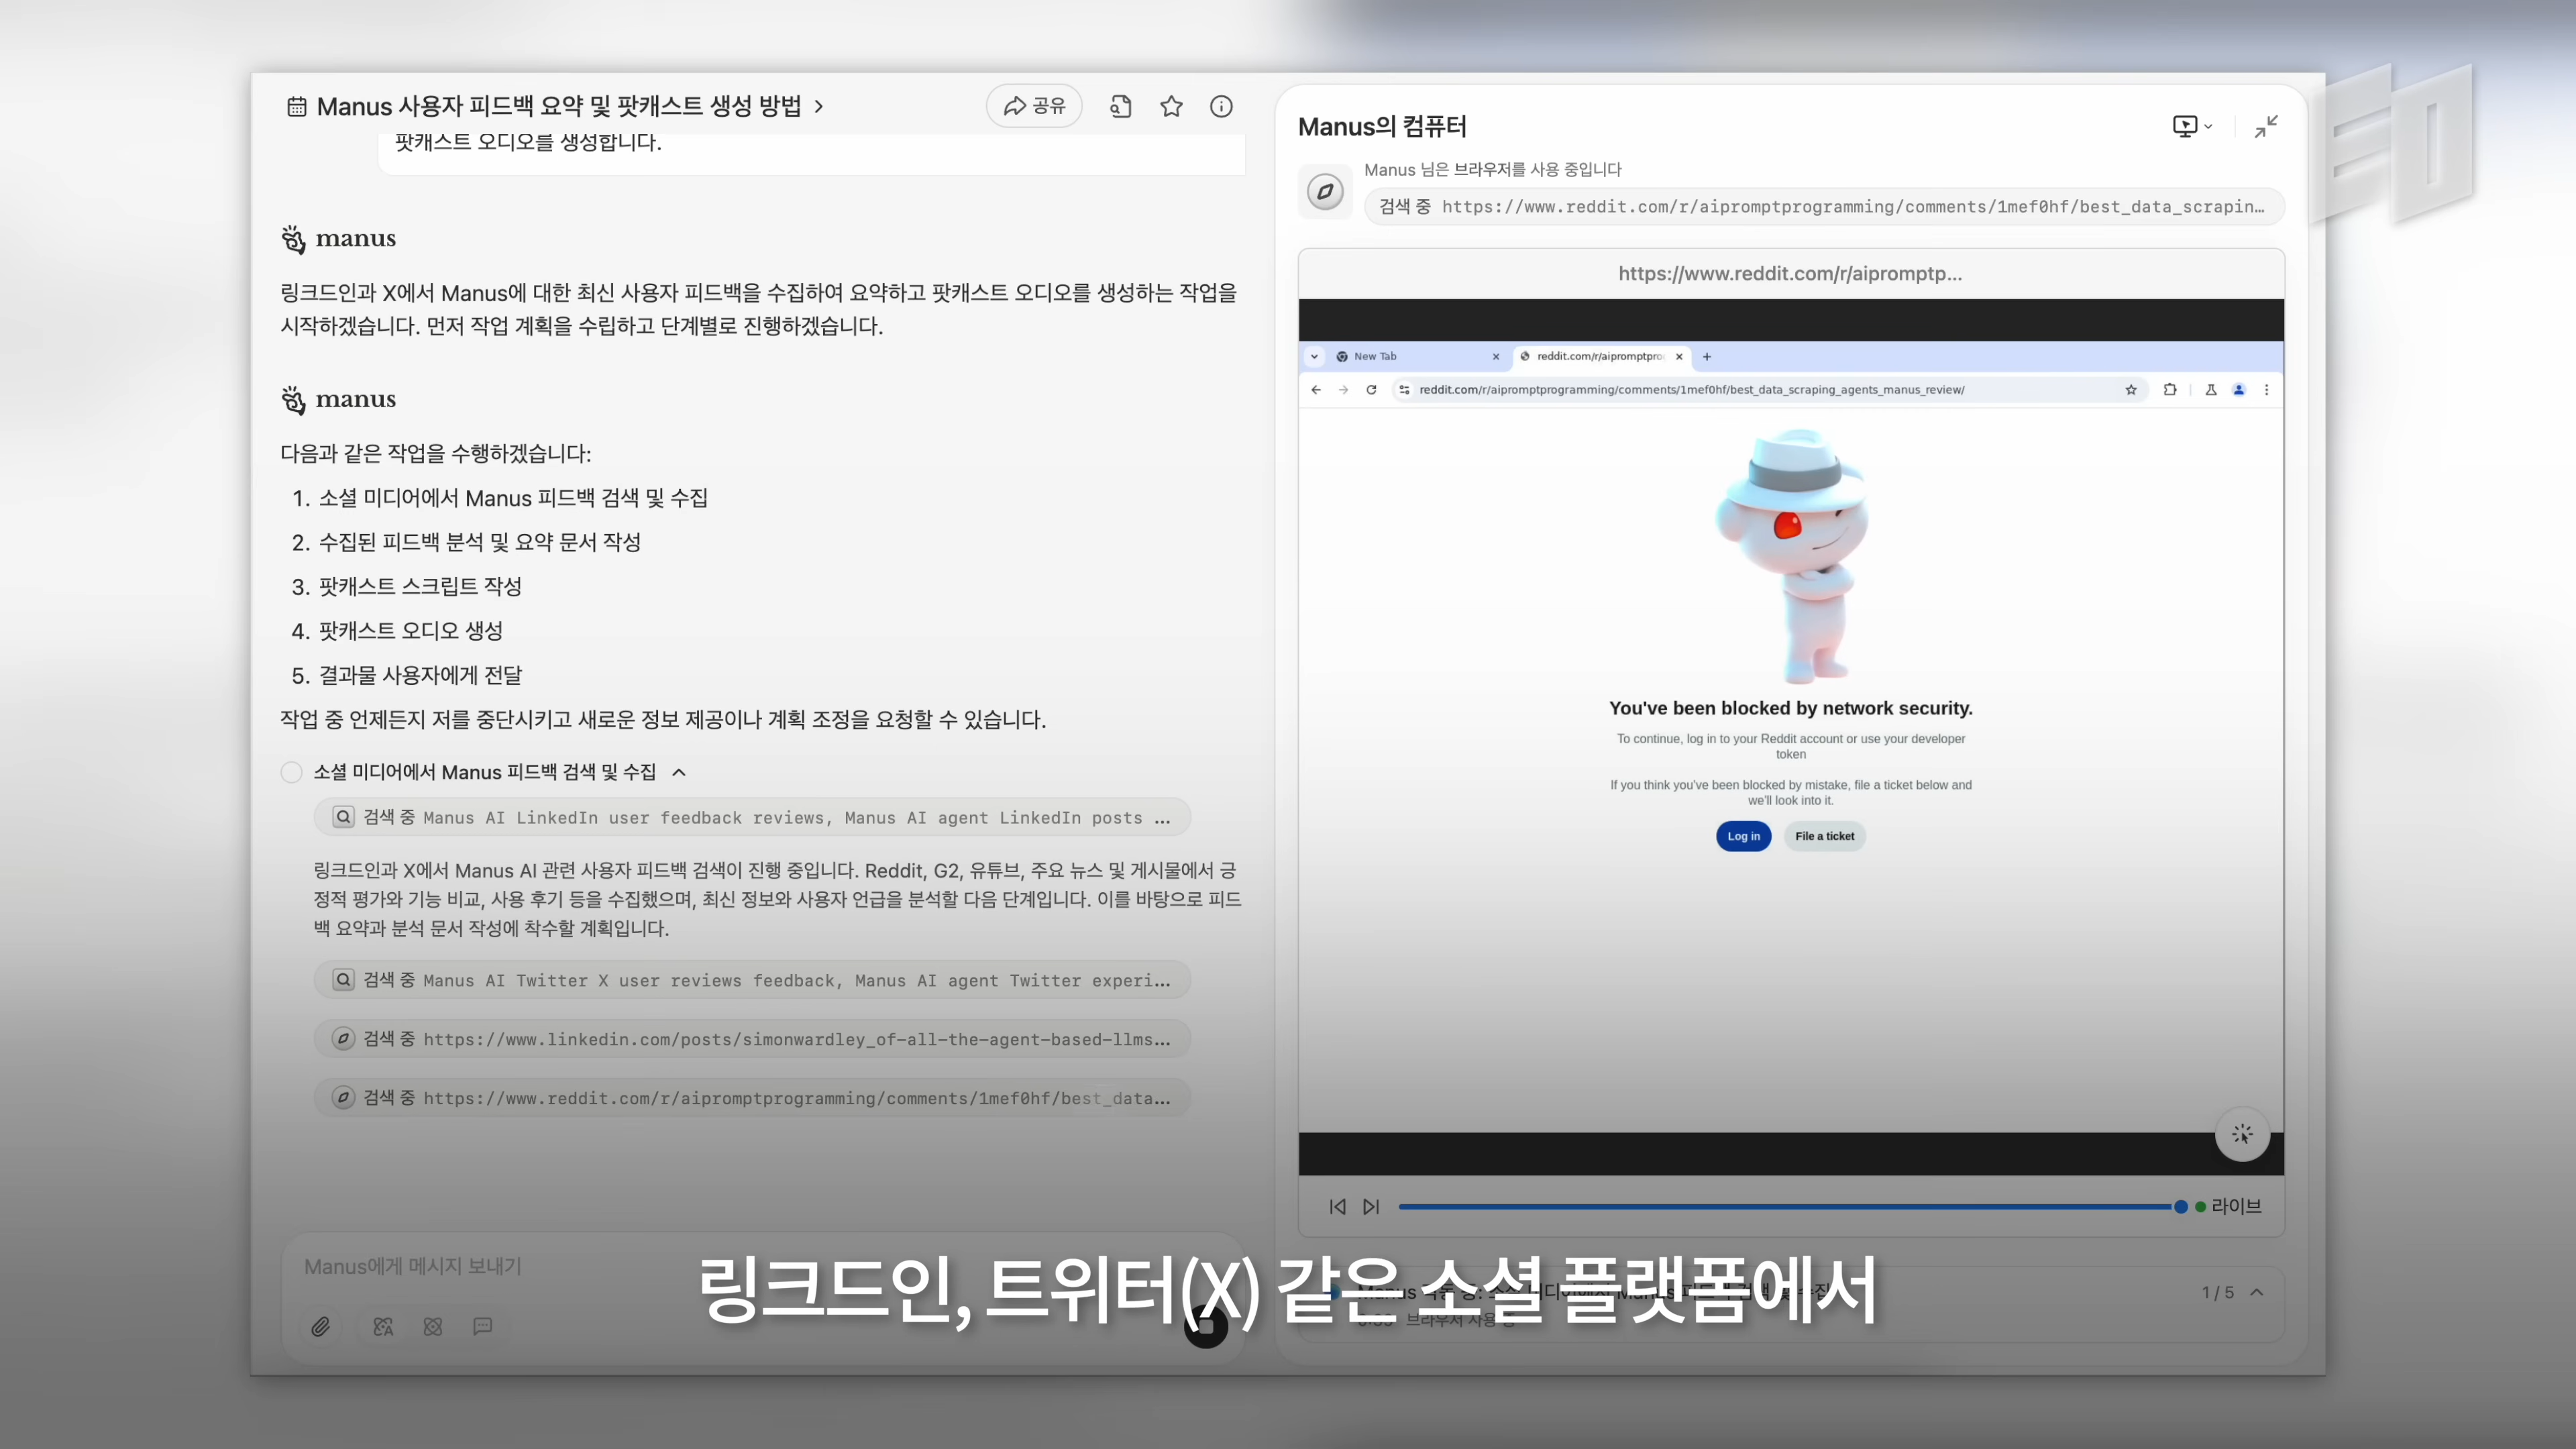 Manus 사용자 피드백 요약 및 팟캐스트 생성 방법
공유
팟캐스트 오디오를 생성합니다.
manus
링크드인과 X에서 Manus에 대한 최신 사용자 피드백을 수집하여 요약하고 팟캐스트 오디오를 생성하는 작업을
시작하겠습니다. 먼저 작업 계획을 수립하고 단계별로 진행하겠습니다.
manus
다음과 같은 작업을 수행하겠습니다:
1. 소셜 미디어에서 Manus 피드백 검색 및 수집
2. 수집된 피드백 분석 및 요약 문서 작성
3. 팟캐스트 스크립트 작성
4. 팟캐스트 오디오 생성
5. 결과물 사용자에게 전달
작업 중 언제든지 저를 중단시키고 새로운 정보 제공이나 계획 조정을 요청할 수 있습니다.
소셜 미디어에서 Manus 피드백 검색 및 수집
검색 중 Manus AI LinkedIn user feedback reviews, Manus AI agent LinkedIn posts ...
링크드인과 X에서 Manus AI 관련 사용자 피드백 검색이 진행 중입니다. Reddit, G2, 유튜브, 주요 뉴스 및 게시물에서 긍
정적 평가와 기능 비교, 사용 후기 등을 수집했으며, 최신 정보와 사용자 언급을 분석할 다음 단계입니다. 이를 바탕으로 피드
백 요약과 분석 문서 작성에 착수할 계획입니다.
검색 중 Manus AI Twitter X user reviews feedback, Manus AI agent Twitter experi...
검색 중 https://www.linkedin.com/posts/simonwardley_of-all-the-agent-based-llms...
검색 중 https://www.reddit.com/r/aipromptprogramming/comments/1mef0hf/best_data...
Manus에게 메시지 보내기
Manus의 컴퓨터
Manus 님은 브라우저를 사용 중입니다
검색 중 https://www.reddit.com/r/aipromptprogramming/comments/1mef0hf/best_data_scrapin...
https://www.reddit.com/r/aipromptp...
New Tab
reddit.com/r/aipromptpro
reddit.com/r/aipromptprogramming/comments/1mef0hf/best_data_scraping_agents_manus_review/
You've been blocked by network security.
To continue, log in to your Reddit account or use your developer
token
If you think you've been blocked by mistake, file a ticket below and
we'll look into it.
Log in
File a ticket
라이브
1 / 5
링크드인, 트위터(X) 같은 소셜 플랫폼에서
EO